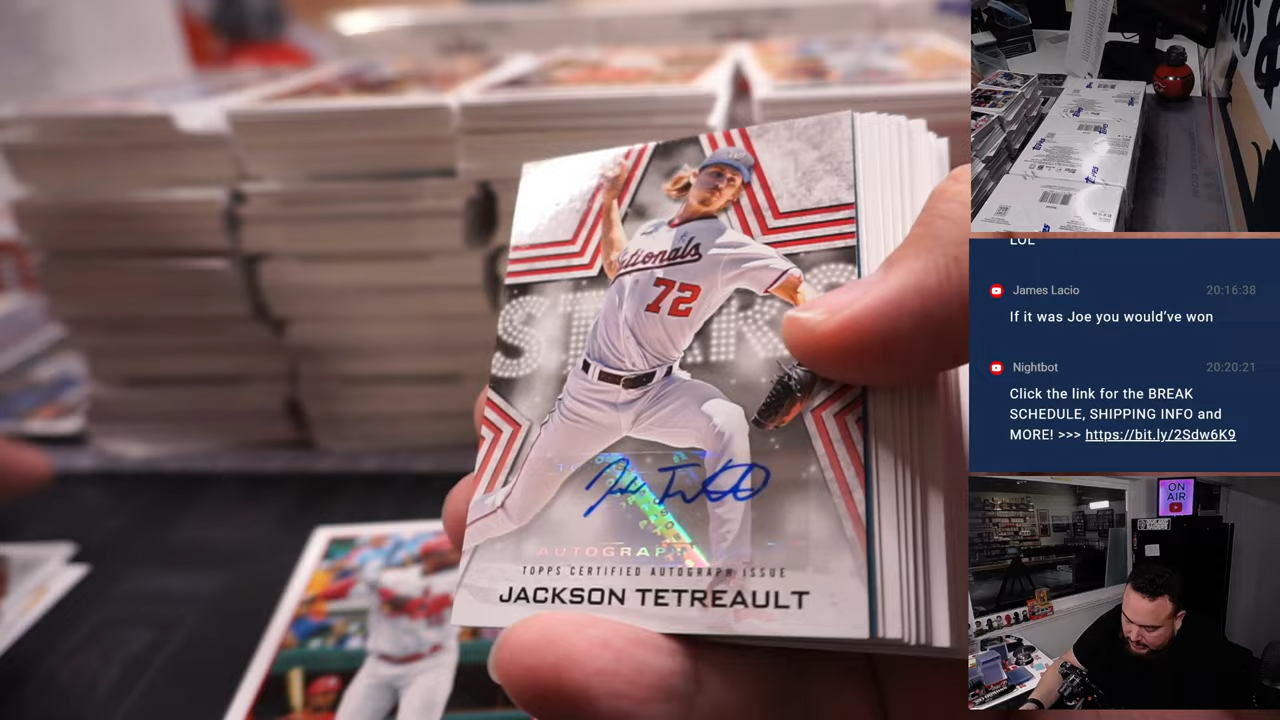 Nationals
72
STARS
AUTOGRAPH
TOPPS CERTIFIED AUTOGRAPH ISSUE
JACKSON TETREAULT
LOL
James Lacio 20:16:38
If it was Joe you would've won
Nightbot 20:20:21
Click the link for the BREAK
SCHEDULE, SHIPPING INFO and
MORE! >>> https://bit.ly/2Sdw6K9
ON
AIR